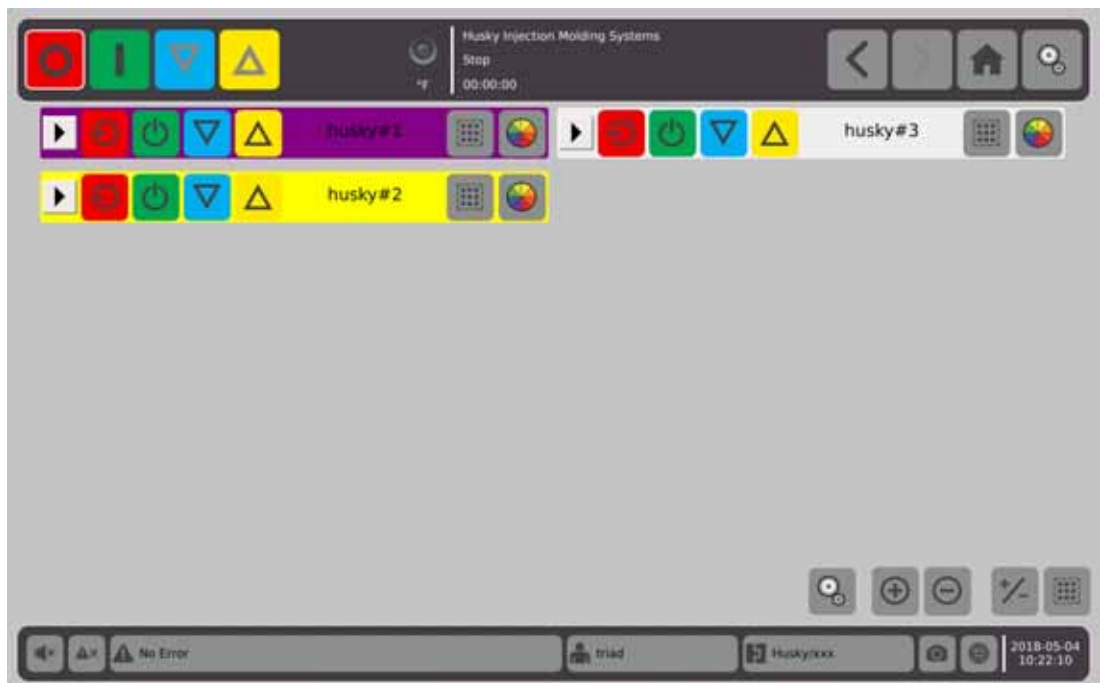 Husky Injection Molding Systems
Stop
°F
00:00:00
husky#1
husky#3
husky#2
No Error
triad
Husky/xxx
2018-05-04
10:22:10